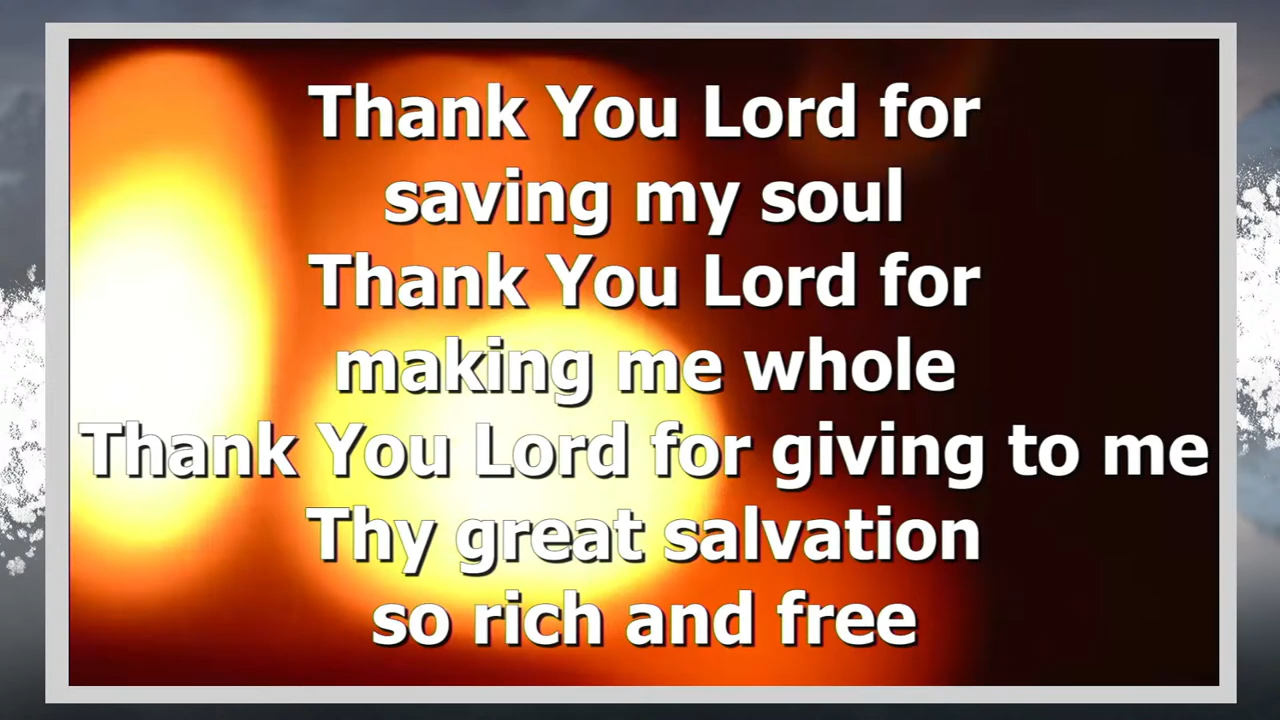 Thank You Lord for
saving my soul
Thank You Lord for
making me whole
Thank You Lord for giving to me
Thy great salvation
so rich and free